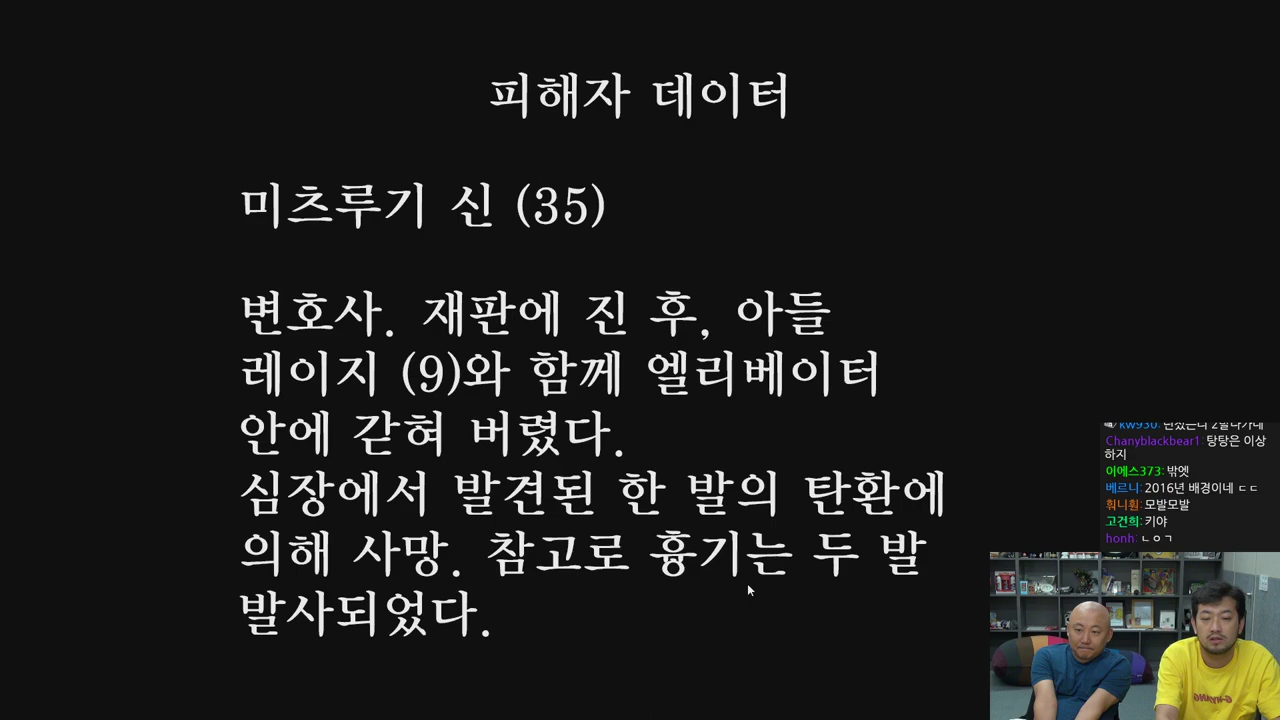 피해자 데이터
미츠루기 신 (35)
변호사. 재판에 진 후, 아들
레이지 (9)와 함께 엘리베이터
안에 갇혀 버렸다.
심장에서 발견된 한 발의 탄환에
의해 사망. 참고로 흉기는 두 발
발사되었다.
Chanyblackbear1: 탕탕은 이상
하지
이에스373: 밖엣
베르니: 2016년 배경이네 ㄷㄷ
훠니훤: 모발모발
고건희: 키야
honh: ㄴㅇㄱ